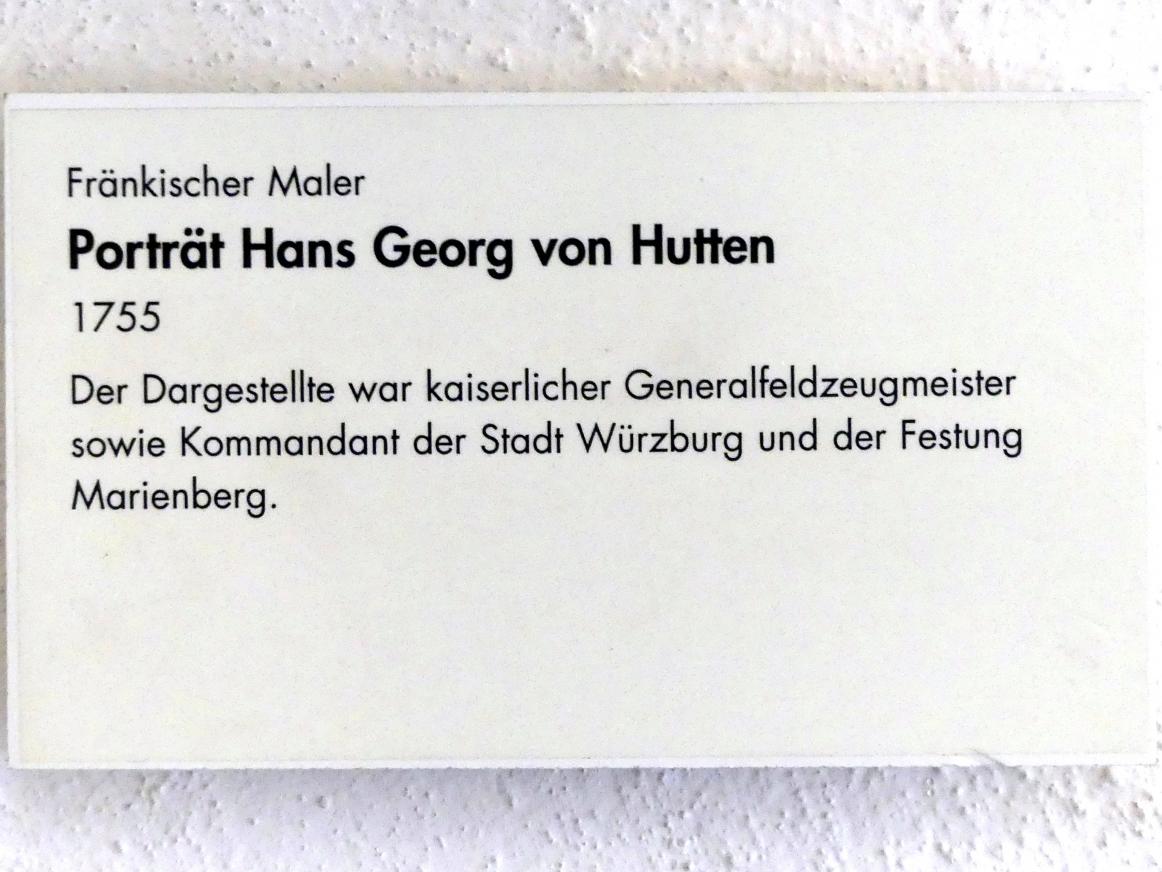 Fränkischer Maler
Porträt Hans Georg von Hutten
1755
Der Dargestellte war kaiserlicher Generalfeldzeugmeister
sowie Kommandant der Stadt Würzburg und der Festung
Marienberg.